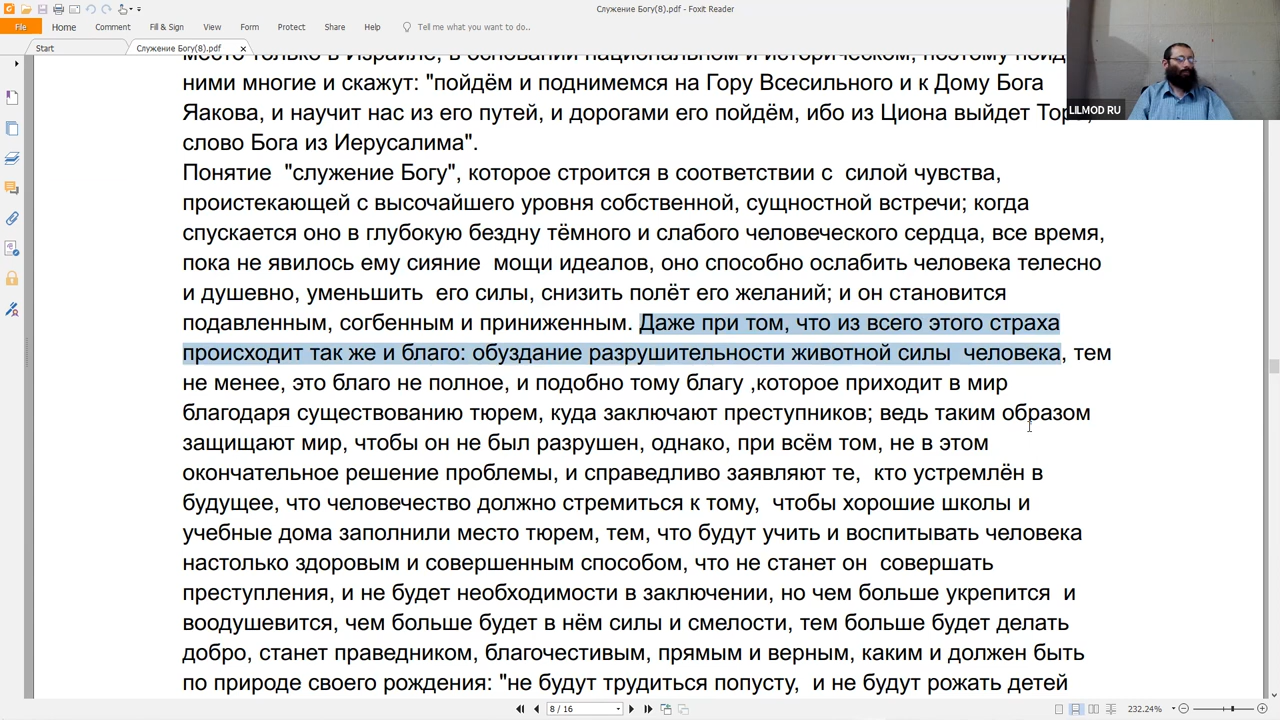 Служение Богу(8).pdf - Foxit Reader
File Home Comment Fill & Sign View Form Protect Share Help Tell me what you want to do..
Start Служение Богу(8).pdf
место только в Израиле, в основании национальном и историческом, поэтому
ними многие и скажут: "пойдём и поднимемся на Гору Всесильного и к Дому Бога
Яакова, и научит нас из его путей, и дорогами его пойдём, ибо из Циона выйдет
LILMOD RU
слово Бога из Иерусалима".
Понятие "служение Богу", которое строится в соответствии с силой чувства,
проистекающей с высочайшего уровня собственной, сущностной встречи; когда
спускается оно в глубокую бездну тёмного и слабого человеческого сердца, все время,
пока не явилось ему сияние мощи идеалов, оно способно ослабить человека телесно
и душевно, уменьшить его силы, снизить полёт его желаний; и он становится
подавленным, согбенным и приниженным. Даже при том, что из всего этого страха
происходит так же и благо: обуздание разрушительности животной силы человека, тем
не менее, это благо не полное, и подобно тому благу ,которое приходит в мир
благодаря существованию тюрем, куда заключают преступников; ведь таким образом
защищают мир, чтобы он не был разрушен, однако, при всём том, не в этом
окончательное решение проблемы, и справедливо заявляют те, кто устремлён в
будущее, что человечество должно стремиться к тому, чтобы хорошие школы и
учебные дома заполнили место тюрем, тем, что будут учить и воспитывать человека
настолько здоровым и совершенным способом, что не станет он совершать
преступления, и не будет необходимости в заключении, но чем больше укрепится и
воодушевится, чем больше будет в нём силы и смелости, тем больше будет делать
добро, станет праведником, благочестивым, прямым и верным, каким и должен быть
по природе своего рождения: "не будут трудиться попусту, и не будут рожать детей
8 / 16 232.24%